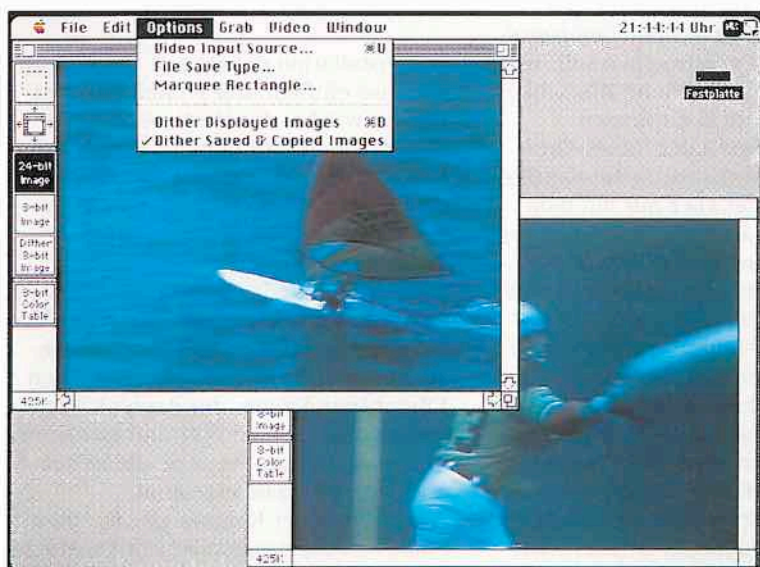 File Edit Options Grab Video Window 21:44:44 Uhr
Video Input Source... ⌘U
File Save Type...
Marquee Rectangle...
Dither Displayed Images ⌘D
✓Dither Saved & Copied Images
Festplatte
24-bit
Image
8-bit
Image
Dither
8-bit
Image
8-bit
Color
Table
425K
8-bit
Image
8-bit
Color
Table
425K